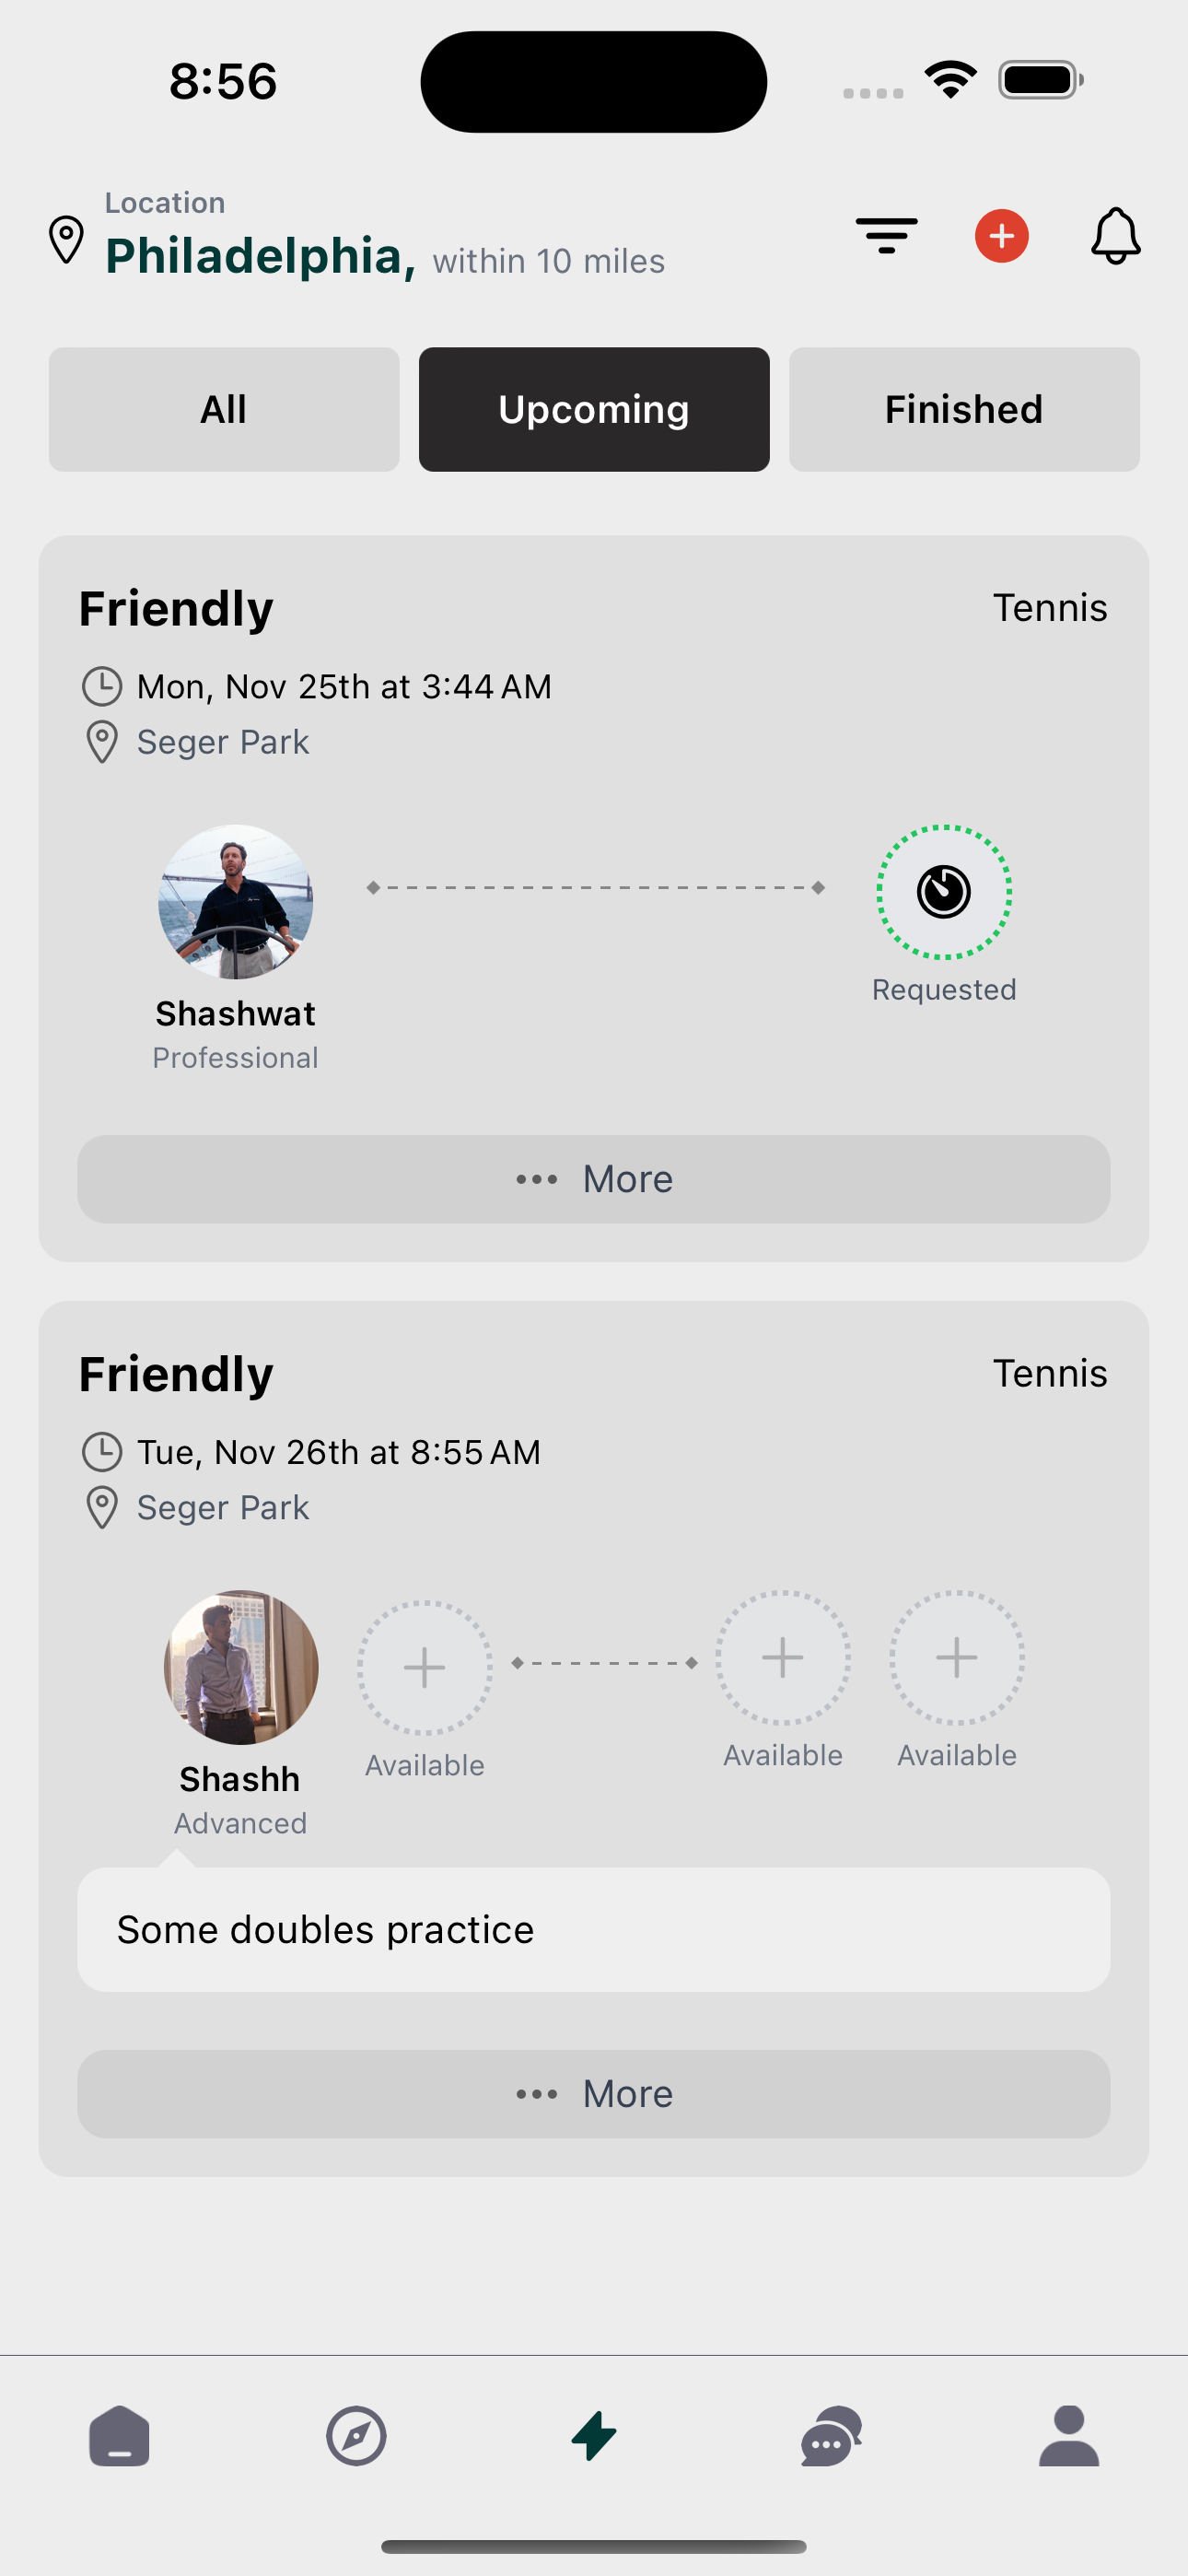 8:56
Location
Philadelphia, within 10 miles
All
Upcoming
Finished
Friendly
Tennis
Mon, Nov 25th at 3:44 AM
Seger Park
Requested
Shashwat
Professional
More
Friendly
Tennis
Tue, Nov 26th at 8:55 AM
Seger Park
Available
Available
Available
Shashh
Advanced
Some doubles practice
More